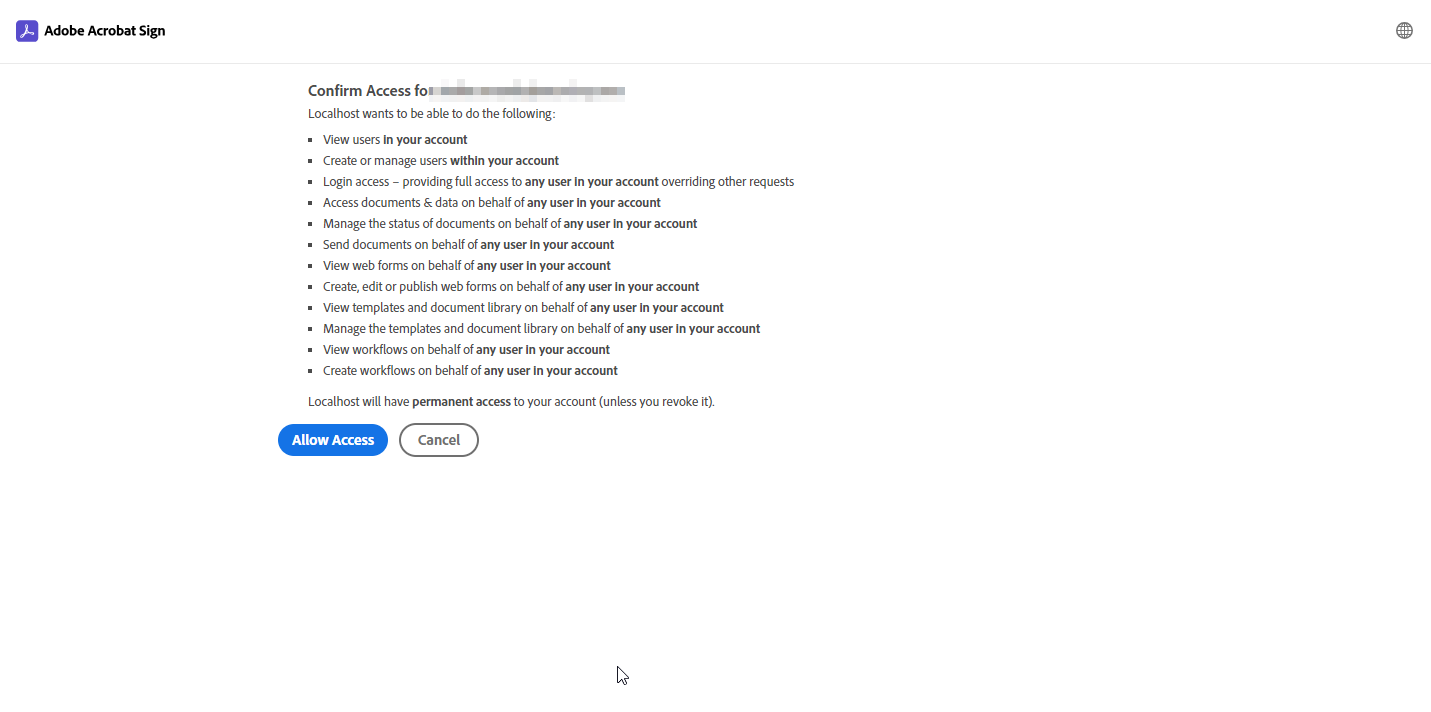 Adobe Acrobat Sign
Confirm Access fo
Localhost wants to be able to do the following:
View users in your account
Create or manage users within your account
Login access – providing full access to any user in your account overriding other requests
Access documents & data on behalf of any user in your account
Manage the status of documents on behalf of any user in your account
Send documents on behalf of any user in your account
View web forms on behalf of any user in your account
Create, edit or publish web forms on behalf of any user in your account
View templates and document library on behalf of any user in your account
Manage the templates and document library on behalf of any user in your account
View workflows on behalf of any user in your account
Create workflows on behalf of any user in your account
Localhost will have permanent access to your account (unless you revoke it).
Allow Access Cancel